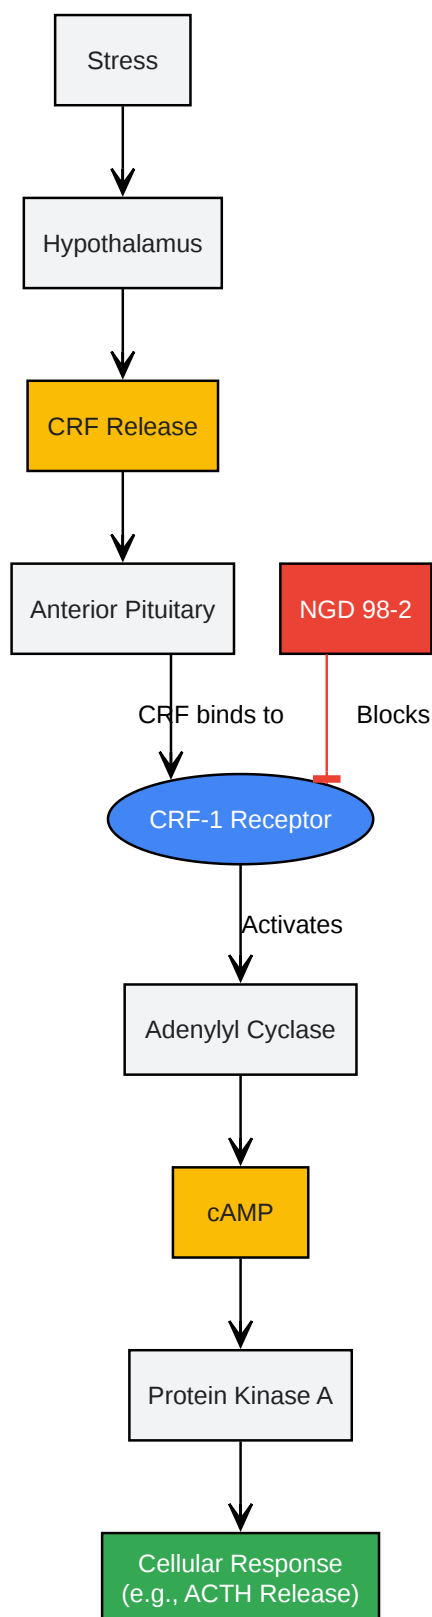 Stress
Hypothalamus
CRF Release
Anterior Pituitary
NGD 98-2
CRF binds to
Blocks
CRF-1 Receptor
Activates
Adenylyl Cyclase
cAMP
Protein Kinase A
Cellular Response
(e.g., ACTH Release)